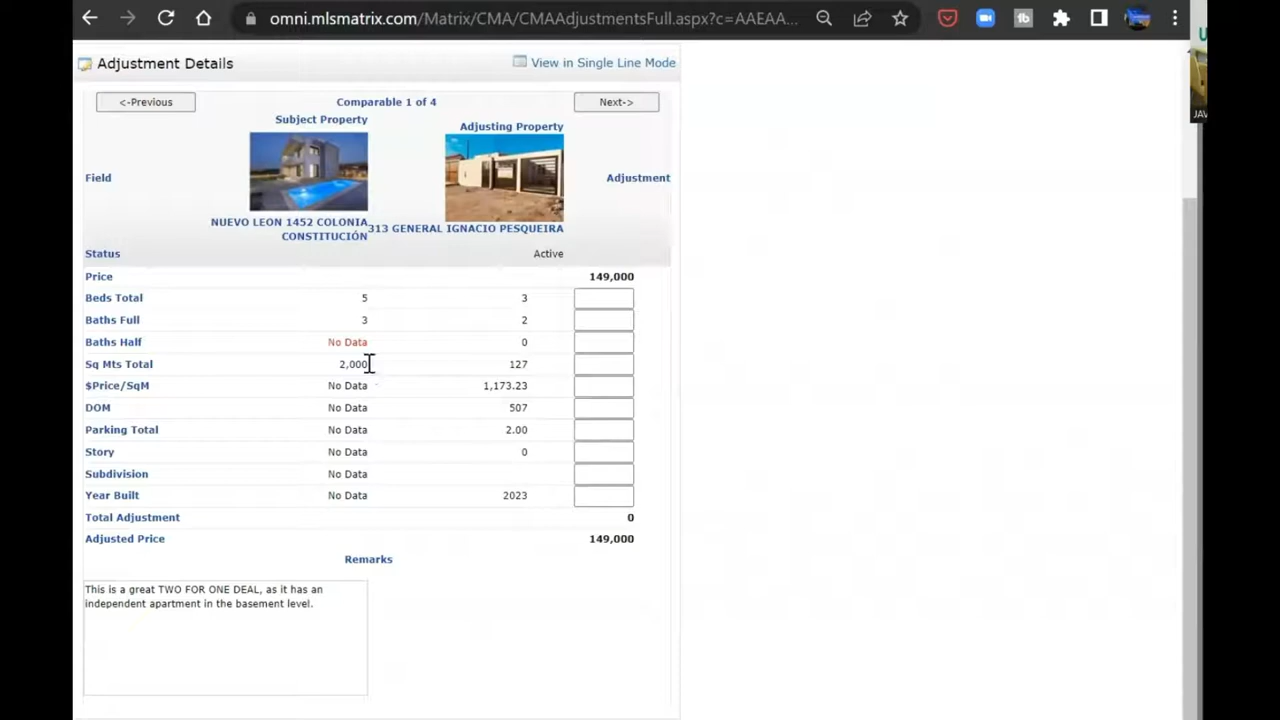 omni.mlsmatrix.com/Matrix/CMA/CMAAdjustmentsFull.aspx?c=AAEAA...
Adjustment Details
View in Single Line Mode
<-Previous
Comparable 1 of 4
Next->
Subject Property
Adjusting Property
Field
Adjustment
NUEVO LEON 1452 COLONIA CONSTITUCIÓN
313 GENERAL IGNACIO PESQUEIRA
Status Active
Price 149,000
Beds Total 5 3
Baths Full 3 2
Baths Half No Data 0
Sq Mts Total 2,000 127
$Price/SqM No Data 1,173.23
DOM No Data 507
Parking Total No Data 2.00
Story No Data 0
Subdivision No Data
Year Built No Data 2023
Total Adjustment 0
Adjusted Price 149,000
Remarks
This is a great TWO FOR ONE DEAL, as it has an
independent apartment in the basement level.